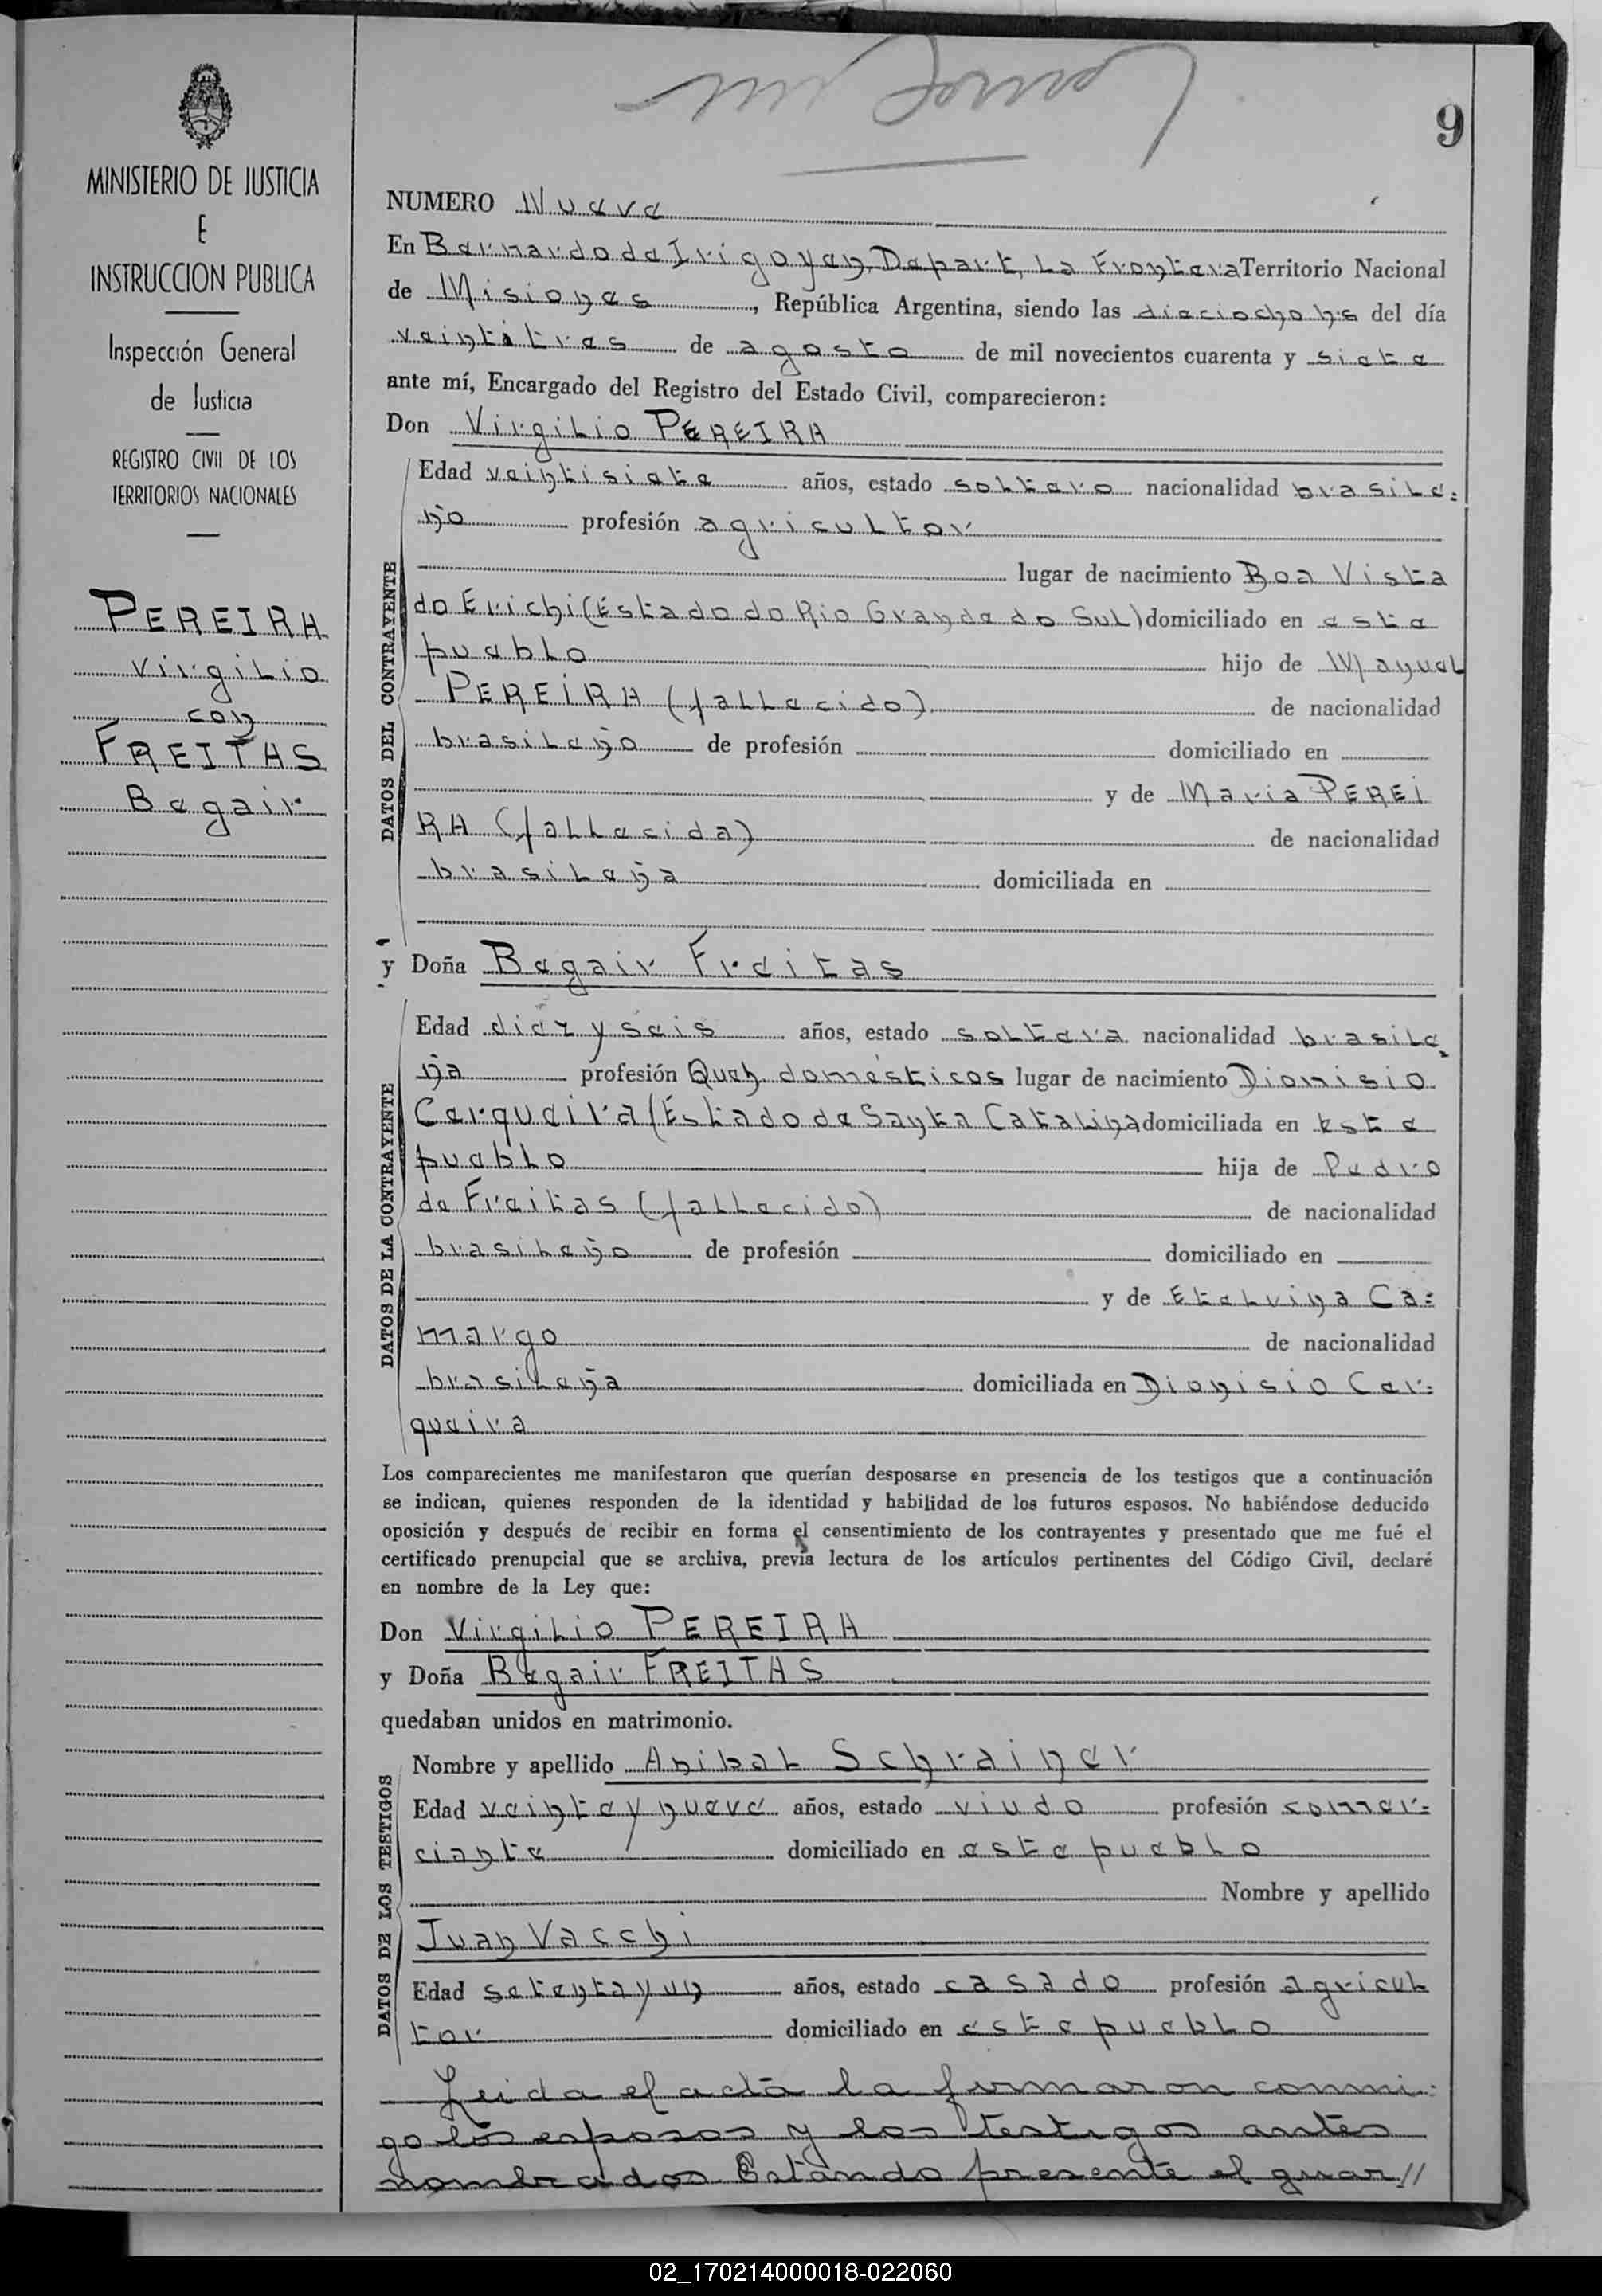 9
MINISTERIO DE JUSTICIA
E
INSTRUCCION PUBLICA
Inspección General
de Justicia
REGISTRO CIVIL DE LOS
TERRITORIOS NACIONALES
PEREIRA
Virgilio
con
FREITAS
Begair
NUMERO Nueve
En Bernardo de Irigoyen, Depart, La Frontera Territorio Nacional
de Misiones, República Argentina, siendo las dieciocho hs del día
veintitres de agosto de mil novecientos cuarenta y siete
ante mí, Encargado del Registro del Estado Civil, comparecieron:
Don Virgilio PEREIRA
DATOS DEL CONTRAYENTE
Edad veintisiete años, estado soltero nacionalidad brasile=
ño profesión agricultor
lugar de nacimiento Boa Vista
do Erichi (Estado do Rio Grande do Sul) domiciliado en este
pueblo hijo de Manuel
PEREIRA (fallecido) de nacionalidad
brasileño de profesión domiciliado en
y de Maria PEREI
RA (fallecida) de nacionalidad
brasileña domiciliada en
y Doña Begair Freitas
DATOS DE LA CONTRAYENTE
Edad diez y seis años, estado soltera nacionalidad brasile=
ña profesión Queh. domésticos lugar de nacimiento Dionisio
Cerqueira (Estado de Santa Catalina domiciliada en este
pueblo hija de Pedro
de Freitas (fallecido) de nacionalidad
brasileño de profesión domiciliado en
y de Etelvina Ca=
margo de nacionalidad
brasileña domiciliada en Dionisio Cer=
queira
Los comparecientes me manifestaron que querían desposarse en presencia de los testigos que a continuación
se indican, quienes responden de la identidad y habilidad de los futuros esposos. No habiéndose deducido
oposición y después de recibir en forma el consentimiento de los contrayentes y presentado que me fué el
certificado prenupcial que se archiva, previa lectura de los artículos pertinentes del Código Civil, declaré
en nombre de la Ley que:
Don Virgilio PEREIRA
y Doña Begair FREITAS
quedaban unidos en matrimonio.
DATOS DE LOS TESTIGOS
Nombre y apellido Anibal Schreiner
Edad veinte y nueve años, estado viudo profesión comer=
ciante domiciliado en este pueblo
Nombre y apellido
Juan Vacchi
Edad setenta y un años, estado casado profesión agricul
tor domiciliado en este pueblo
Leida el acta la firmaron conmi=
go los esposos y los testigos antes
nombrados Estando presente el guar//
02_170214000018-022060